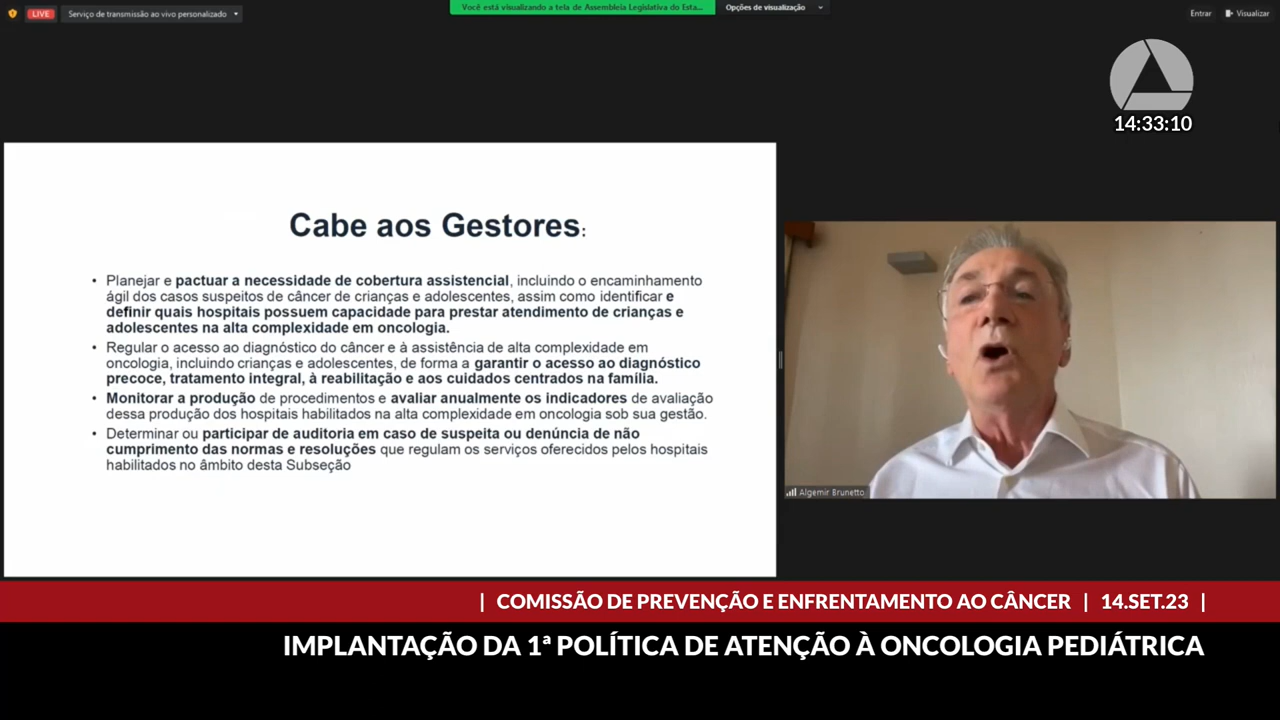 LIVE
Serviço de transmissão ao vivo personalizado
Você está visualizando a tela de Assembleia Legislativa do Esta...
Opções de visualização
Entrar
Visualizar
14:33:10
Cabe aos Gestores:
• Planejar e pactuar a necessidade de cobertura assistencial, incluindo o encaminhamento
ágil dos casos suspeitos de câncer de crianças e adolescentes, assim como identificar e
definir quais hospitais possuem capacidade para prestar atendimento de crianças e
adolescentes na alta complexidade em oncologia.
• Regular o acesso ao diagnóstico do câncer e à assistência de alta complexidade em
oncologia, incluindo crianças e adolescentes, de forma a garantir o acesso ao diagnóstico
precoce, tratamento integral, à reabilitação e aos cuidados centrados na família.
• Monitorar a produção de procedimentos e avaliar anualmente os indicadores de avaliação
dessa produção dos hospitais habilitados na alta complexidade em oncologia sob sua gestão.
• Determinar ou participar de auditoria em caso de suspeita ou denúncia de não
cumprimento das normas e resoluções que regulam os serviços oferecidos pelos hospitais
habilitados no âmbito desta Subseção
Algemir Brunetto
| COMISSÃO DE PREVENÇÃO E ENFRENTAMENTO AO CÂNCER | 14.SET.23 |
IMPLANTAÇÃO DA 1ª POLÍTICA DE ATENÇÃO À ONCOLOGIA PEDIÁTRICA